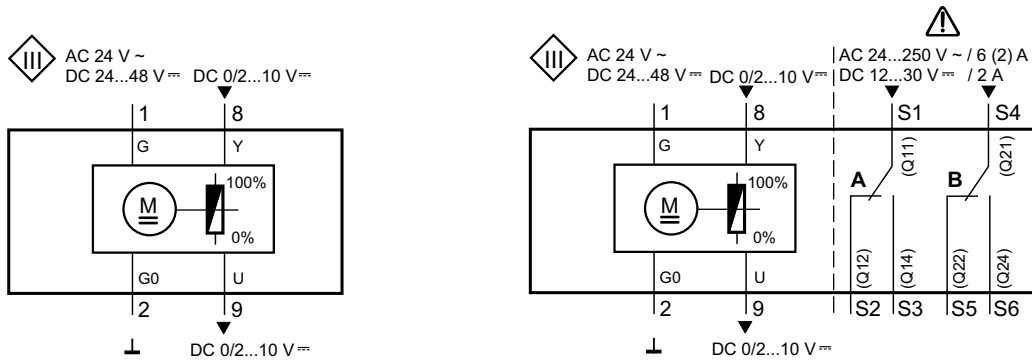 III
AC 24 V ~
DC 24...48 V ⎓ DC 0/2...10 V ⎓
1 8
G Y
M
100%
0%
G0 U
2 9
DC 0/2...10 V ⎓
III
AC 24 V ~
DC 24...48 V ⎓ DC 0/2...10 V ⎓
AC 24...250 V ~ / 6 (2) A
DC 12...30 V ⎓ / 2 A
1 8 S1 S4
G Y (Q11) (Q21)
A B
M
100%
0%
G0 U (Q12) (Q14) (Q22) (Q24)
2 9 S2 S3 S5 S6
DC 0/2...10 V ⎓